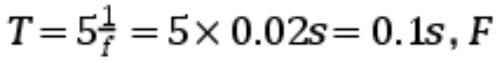 T = 5 1/f = 5 × 0.02s = 0.1s, F